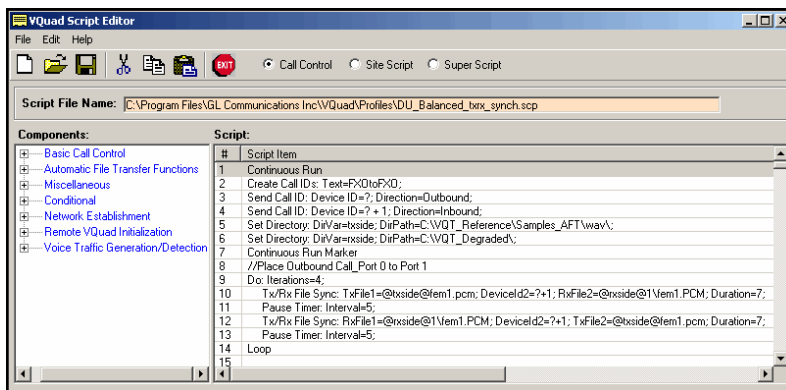 VQuad Script Editor
File Edit Help
EXIT Call Control Site Script Super Script
Script File Name: C:\Program Files\GL Communications Inc\VQuad\Profiles\DU_Balanced_txrx_synch.scp
Components:
Basic Call Control
Automatic File Transfer Functions
Miscellaneous
Conditional
Network Establishment
Remote VQuad Initialization
Voice Traffic Generation/Detection
Script:
# Script Item
1 Continuous Run
2 Create Call IDs: Text=FXOtoFXO;
3 Send Call ID: Device ID=?; Direction=Outbound;
4 Send Call ID: Device ID=? + 1; Direction=Inbound;
5 Set Directory: DirVar=txside; DirPath=C:\VQT_Reference\Samples_AFT\wav\;
6 Set Directory: DirVar=rxside; DirPath=C:\VQT_Degraded\;
7 Continuous Run Marker
8 //Place Outbound Call_Port 0 to Port 1
9 Do: Iterations=4;
10 Tx/Rx File Sync: TxFile1=@txside@fem1.pcm; DeviceId2=?+1; RxFile2=@rxside@1\fem1.PCM; Duration=7;
11 Pause Timer: Interval=5;
12 Tx/Rx File Sync: RxFile1=@rxside@1\fem1.PCM; DeviceId2=?+1; TxFile2=@txside@fem1.pcm; Duration=7;
13 Pause Timer: Interval=5;
14 Loop
15